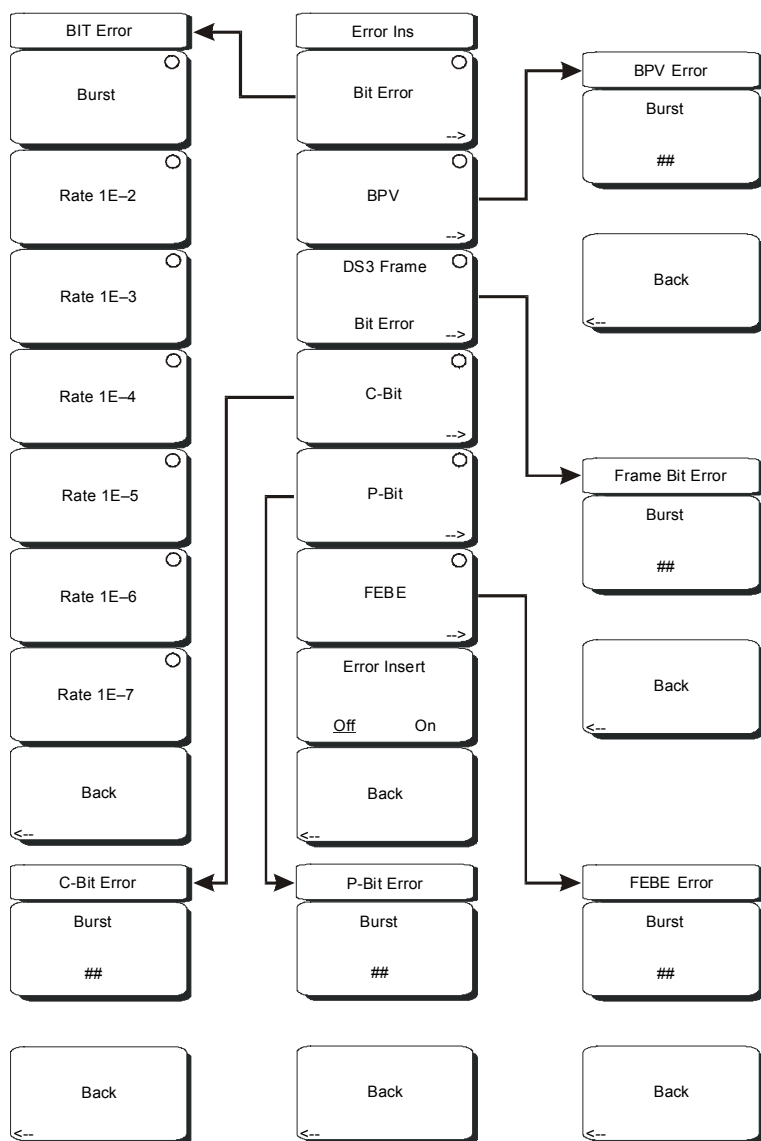 BIT Error
Burst
Rate 1E–2
Rate 1E–3
Rate 1E–4
Rate 1E–5
Rate 1E–6
Rate 1E–7
Back
<--
Error Ins
Bit Error
-->
BPV
-->
DS3 Frame
Bit Error
-->
C-Bit
-->
P-Bit
-->
FEBE
-->
Error Insert
Off On
Back
<--
BPV Error
Burst
##
Back
<--
Frame Bit Error
Burst
##
Back
<--
C-Bit Error
Burst
##
Back
<--
P-Bit Error
Burst
##
Back
<--
FEBE Error
Burst
##
Back
<--